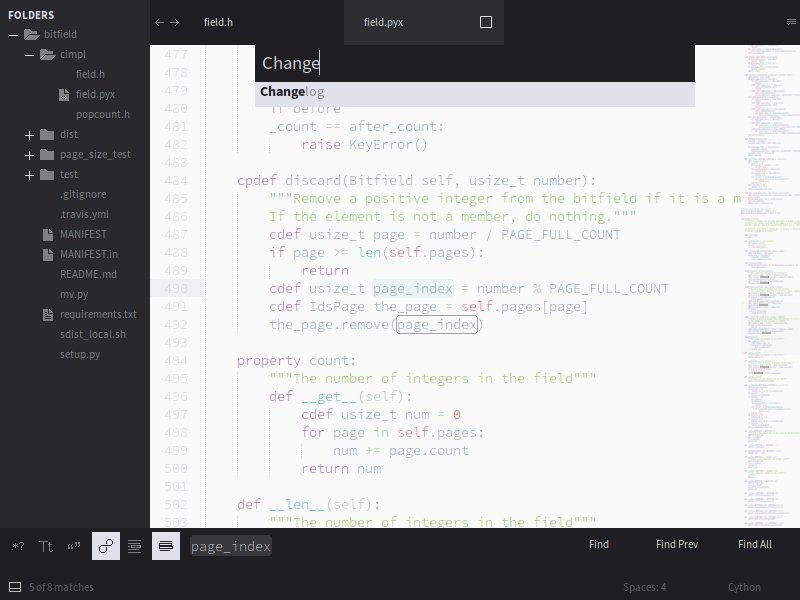 FOLDERS
bitfield
cimpl
field.h
field.pyx
popcount.h
dist
page_size_test
test
.gitignore
.travis.yml
MANIFEST
MANIFEST.in
README.md
mv.py
requirements.txt
sdist_local.sh
setup.py
field.h
field.pyx
Change
Changelog
477
478
479
480 if before
481 _count == after_count:
482 raise KeyError()
483
484 cpdef discard(Bitfield self, usize_t number):
485 """Remove a positive integer from the bitfield if it is a m
486 If the element is not a member, do nothing."""
487 cdef usize_t page = number / PAGE_FULL_COUNT
488 if page >= len(self.pages):
489 return
490 cdef usize_t page_index = number % PAGE_FULL_COUNT
491 cdef IdsPage the_page = self.pages[page]
492 the_page.remove(page_index)
493
494 property count:
495 """The number of integers in the field"""
496 def __get__(self):
497 cdef usize_t num = 0
498 for page in self.pages:
499 num += page.count
500 return num
501
502 def __len__(self):
503 """The number of integers in the field"""
.*? Tt “” page_index Find Find Prev Find All
5 of 8 matches Spaces: 4 Cython